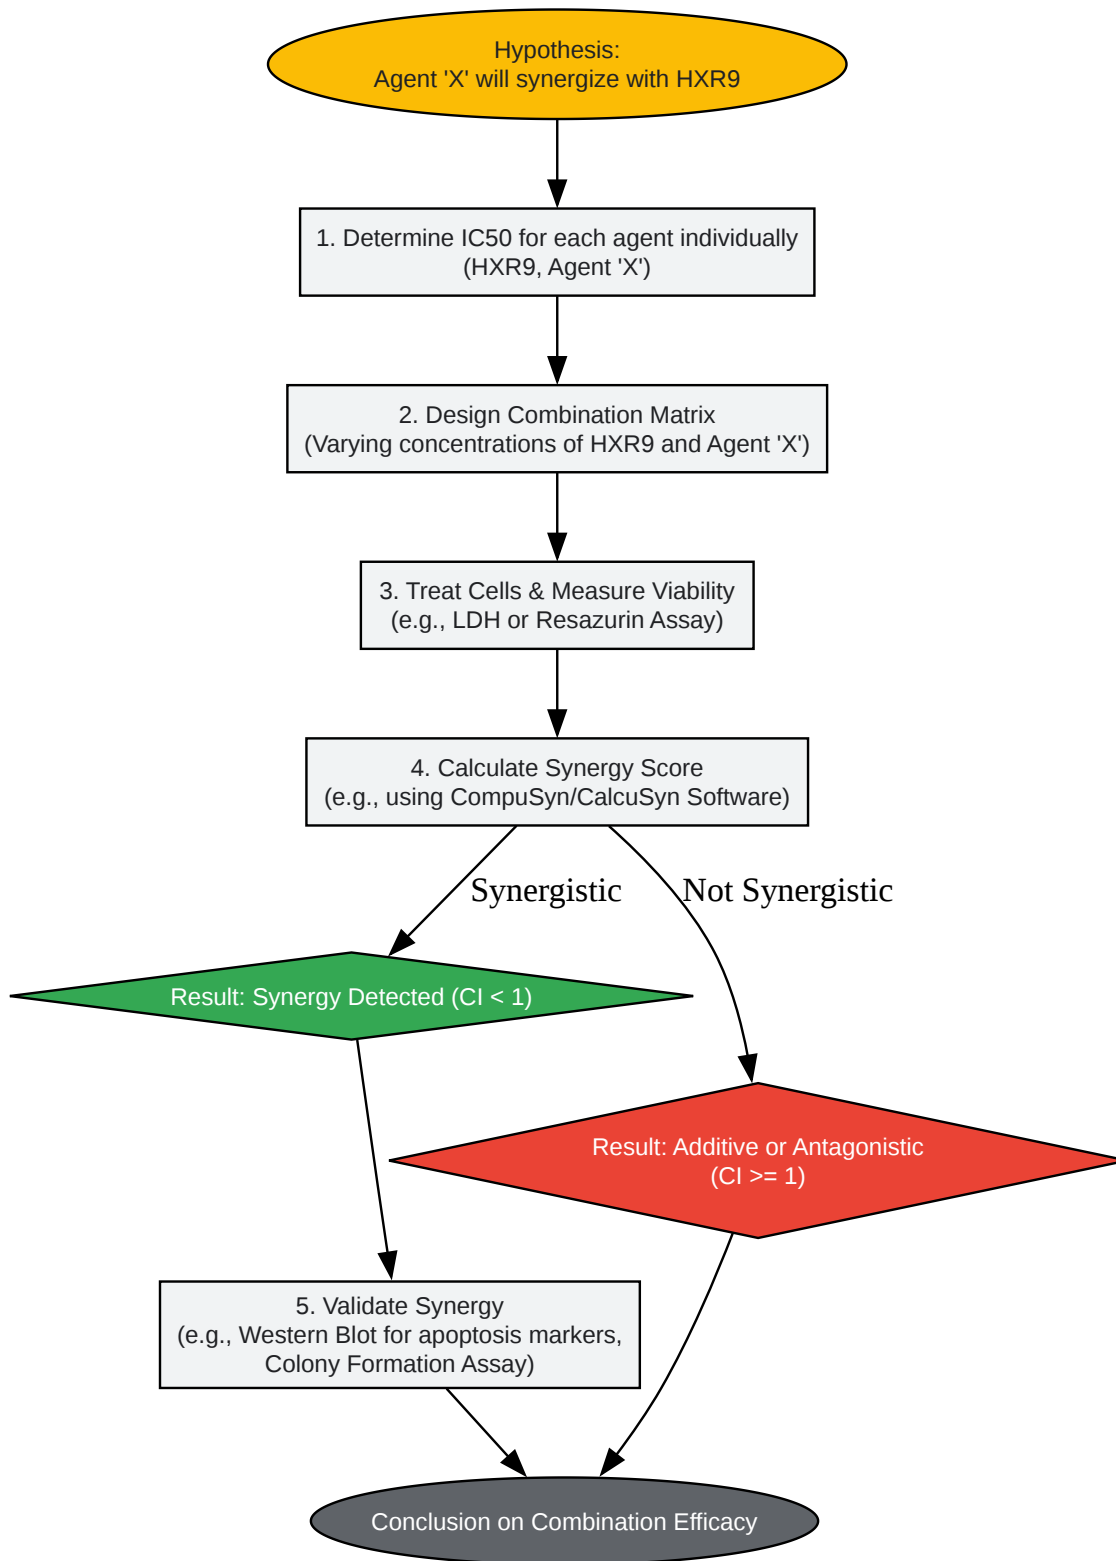 Hypothesis:
Agent 'X' will synergize with HXR9
1. Determine IC50 for each agent individually
(HXR9, Agent 'X')
2. Design Combination Matrix
(Varying concentrations of HXR9 and Agent 'X')
3. Treat Cells & Measure Viability
(e.g., LDH or Resazurin Assay)
4. Calculate Synergy Score
(e.g., using CompuSyn/CalcuSyn Software)
Synergistic
Not Synergistic
Result: Synergy Detected (CI < 1)
Result: Additive or Antagonistic
(CI >= 1)
5. Validate Synergy
(e.g., Western Blot for apoptosis markers,
Colony Formation Assay)
Conclusion on Combination Efficacy